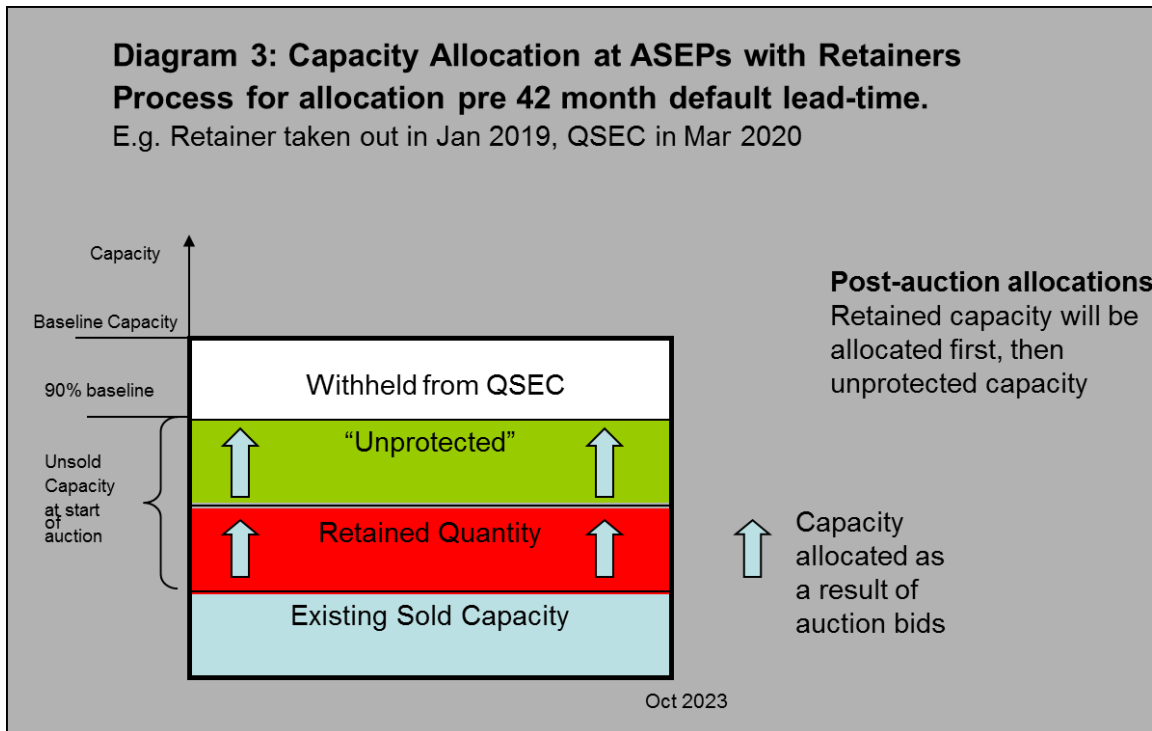 Diagram 3: Capacity Allocation at ASEPs with Retainers
Process for allocation pre 42 month default lead-time.
E.g. Retainer taken out in Jan 2019, QSEC in Mar 2020
Capacity
Baseline Capacity
90% baseline
Unsold
Capacity
at start
of
auction
Withheld from QSEC
“Unprotected”
Retained Quantity
Existing Sold Capacity
Oct 2023
Post-auction allocations
Retained capacity will be
allocated first, then
unprotected capacity
Capacity
allocated as
a result of
auction bids